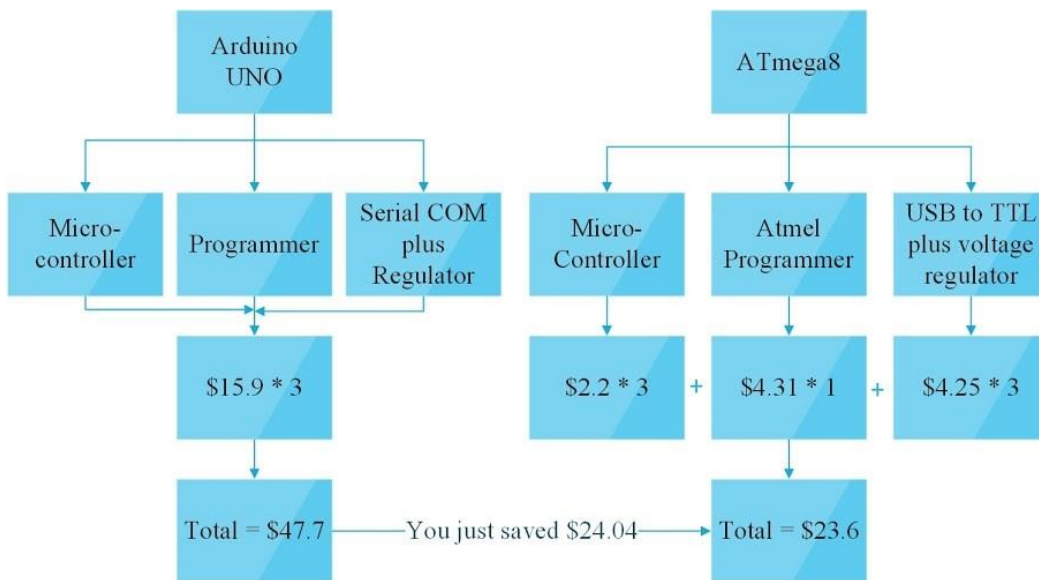 Arduino
UNO
ATmega8
Micro-
controller
Programmer
Serial COM
plus
Regulator
Micro-
Controller
Atmel
Programmer
USB to TTL
plus voltage
regulator
$15.9 * 3
$2.2 * 3
+
$4.31 * 1
+
$4.25 * 3
Total = $47.7
You just saved $24.04
Total = $23.6